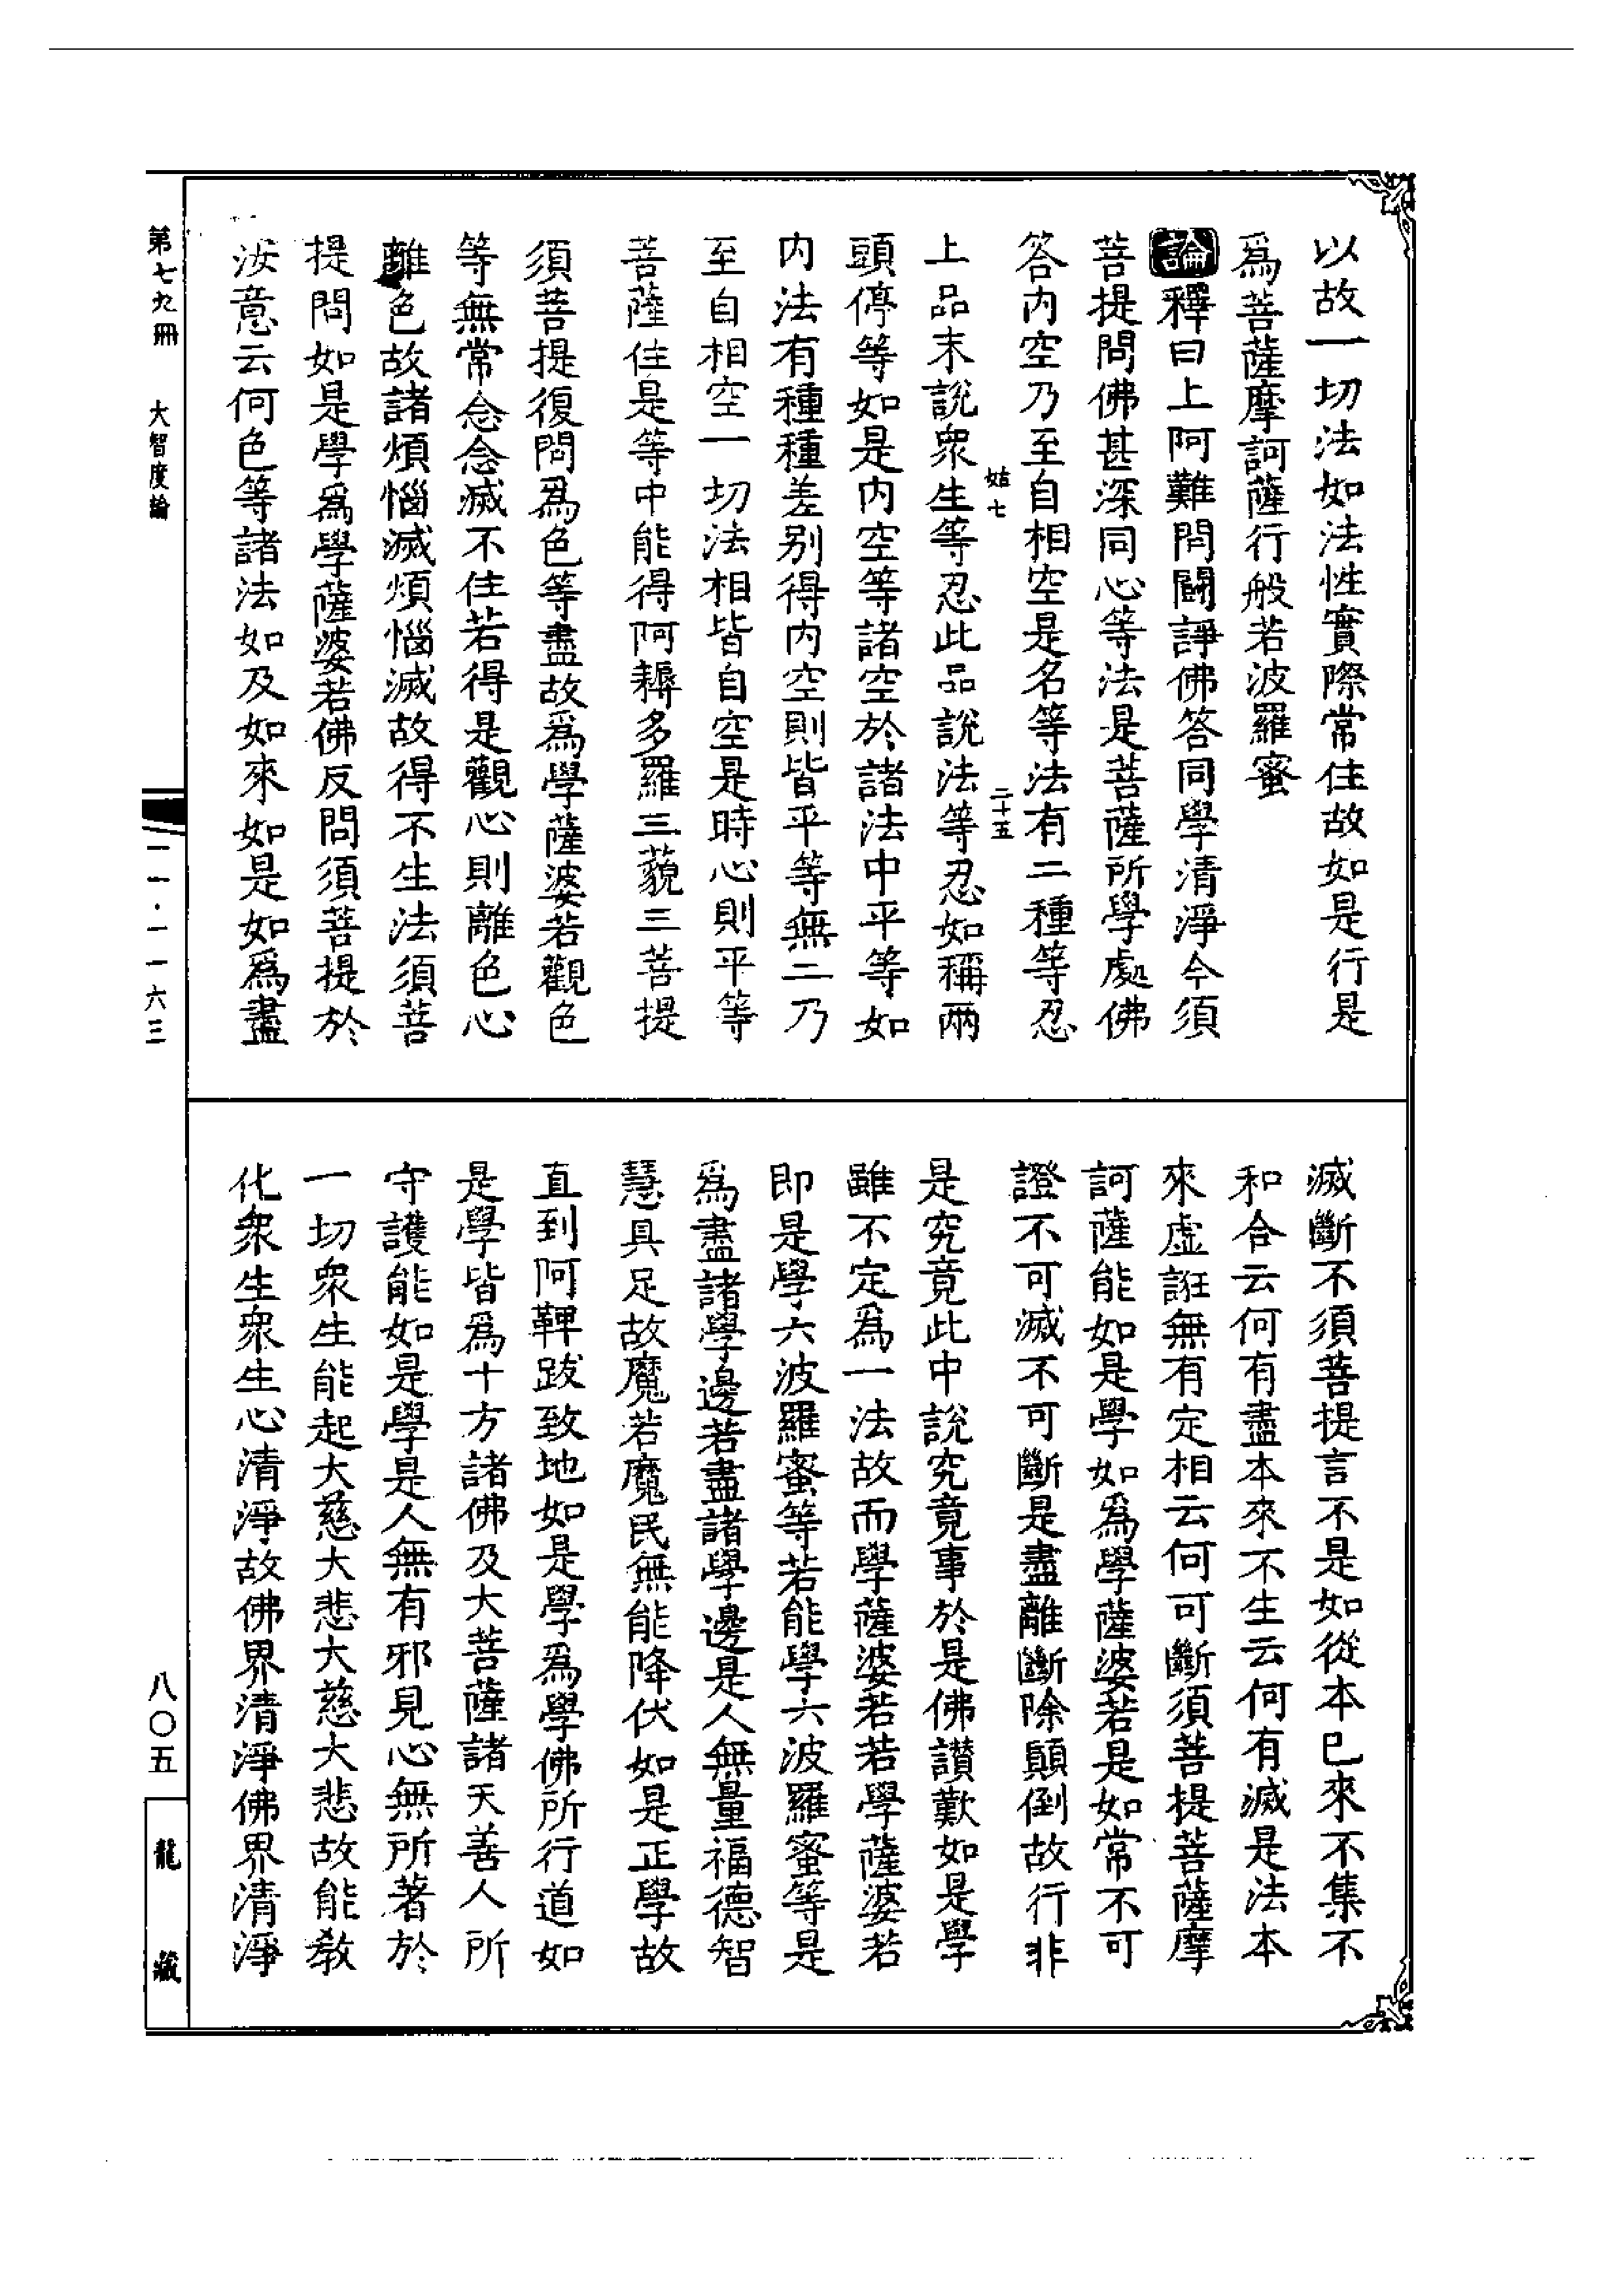 以故一切法如法性實際常住故如是行是
爲菩薩摩訶薩行般若波羅蜜
論釋曰上阿難問鬪諍佛答同學清淨今須
菩提問佛甚深同心等法是菩薩所學處佛
答内空乃至自相空是名等法有二種等忍
姑七
二十五
上品末說衆生等忍此品說法等忍如稱兩
頭停等如是内空等諸空於諸法中平等如
内法有種種差别得内空則皆平等無二乃
至自相空一切法相皆自空是時心則平等
菩薩住是等中能得阿耨多羅三藐三菩提
須菩提復問爲色等盡故爲學薩婆若觀色
等無常念念滅不住若得是觀心則離色心
離色故諸煩惱滅煩惱滅故得不生法須菩
提問如是學爲學薩婆若佛反問須菩提於
汝意云何色等諸法如及如來如是如爲盡
滅斷不須菩提言不是如從本已來不集不
和合云何有盡本來不生云何有滅是法本
來虛誑無有定相云何可斷須菩提菩薩摩
訶薩能如是學如爲學薩婆若是如常不可
證不可滅不可斷是盡離斷除顛倒故行非
是究竟此中說究竟事於是佛讃歎如是學
雖不定爲一法故而學薩婆若若學薩婆若
即是學六波羅蜜等若能學六波羅蜜等是
爲盡諸學邊若盡諸學邊是人無量福德智
慧具足故魔若魔民無能降伏如是正學故
直到阿鞞跋致地如是學爲學佛所行道如
是學皆爲十方諸佛及大菩薩諸天善人所
守護能如是學是人無有邪見心無所著於
一切衆生能起大慈大悲大慈大悲故能教
化衆生衆生心清淨故佛界清淨佛界清淨
第七九冊 大智度論
一一·一一六三
八〇五
龍藏